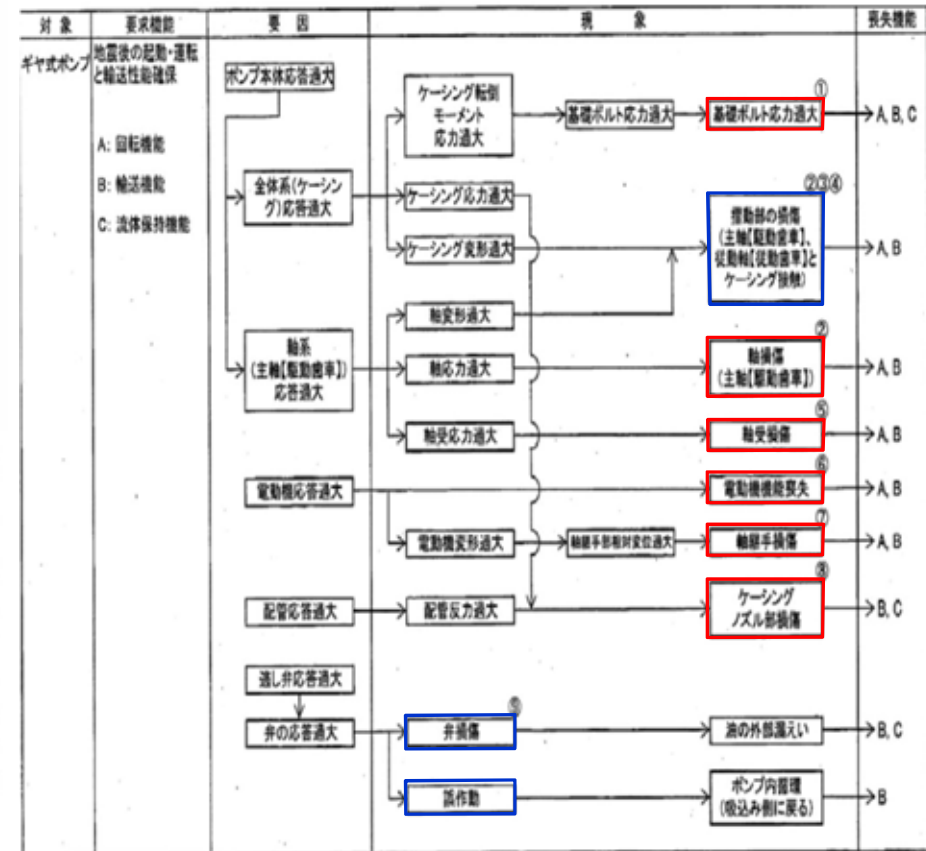 対象
要求機能
要因
現象
喪失機能
ギヤ式ポンプ
地震後の起動・運転
と輸送性能確保
A: 回転機能
B: 輸送機能
C: 流体保持機能
ポンプ本体応答過大
ケーシング転倒
モーメント
応力過大
基礎ボルト応力過大
①
基礎ボルト応力過大
A, B, C
全体系(ケーシン
グ)応答過大
ケーシング応力過大
ケーシング変形過大
②③④
摺動部の損傷
(主軸【駆動歯車】、
従動軸【従動歯車】と
ケーシング接触)
A, B
軸変形過大
軸系
(主軸【駆動歯車】)
応答過大
軸応力過大
②
軸損傷
(主軸【駆動歯車】)
A, B
軸受応力過大
⑤
軸受損傷
A, B
電動機応答過大
⑥
電動機機能喪失
A, B
電動機変形過大
軸継手部相対変位過大
⑦
軸継手損傷
A, B
配管応答過大
配管反力過大
⑧
ケーシング
ノズル部損傷
B, C
逃し弁応答過大
弁の応答過大
⑨
弁損傷
油の外部漏えい
B, C
誤作動
ポンプ内循環
(吸込み側に戻る)
B